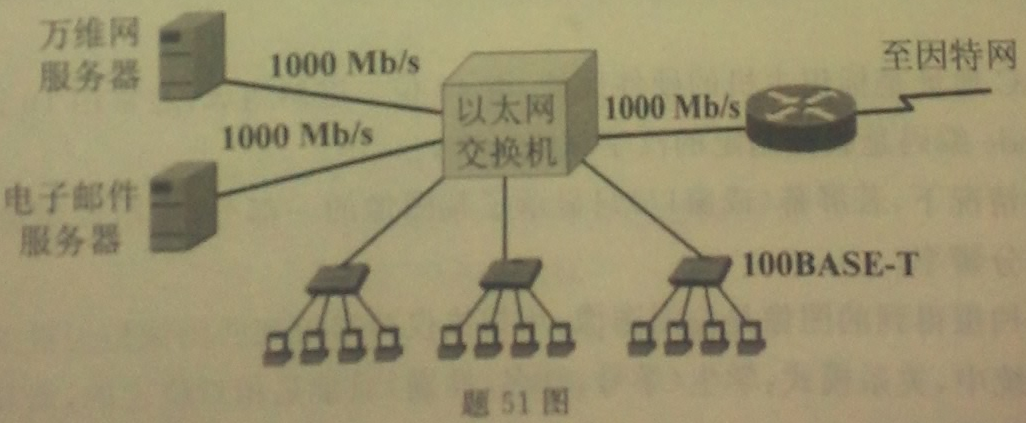 万维网
服务器
1000 Mb/s
以太网
交换机
1000 Mb/s
至因特网
1000 Mb/s
电子邮件
服务器
100BASE-T
题 51 图